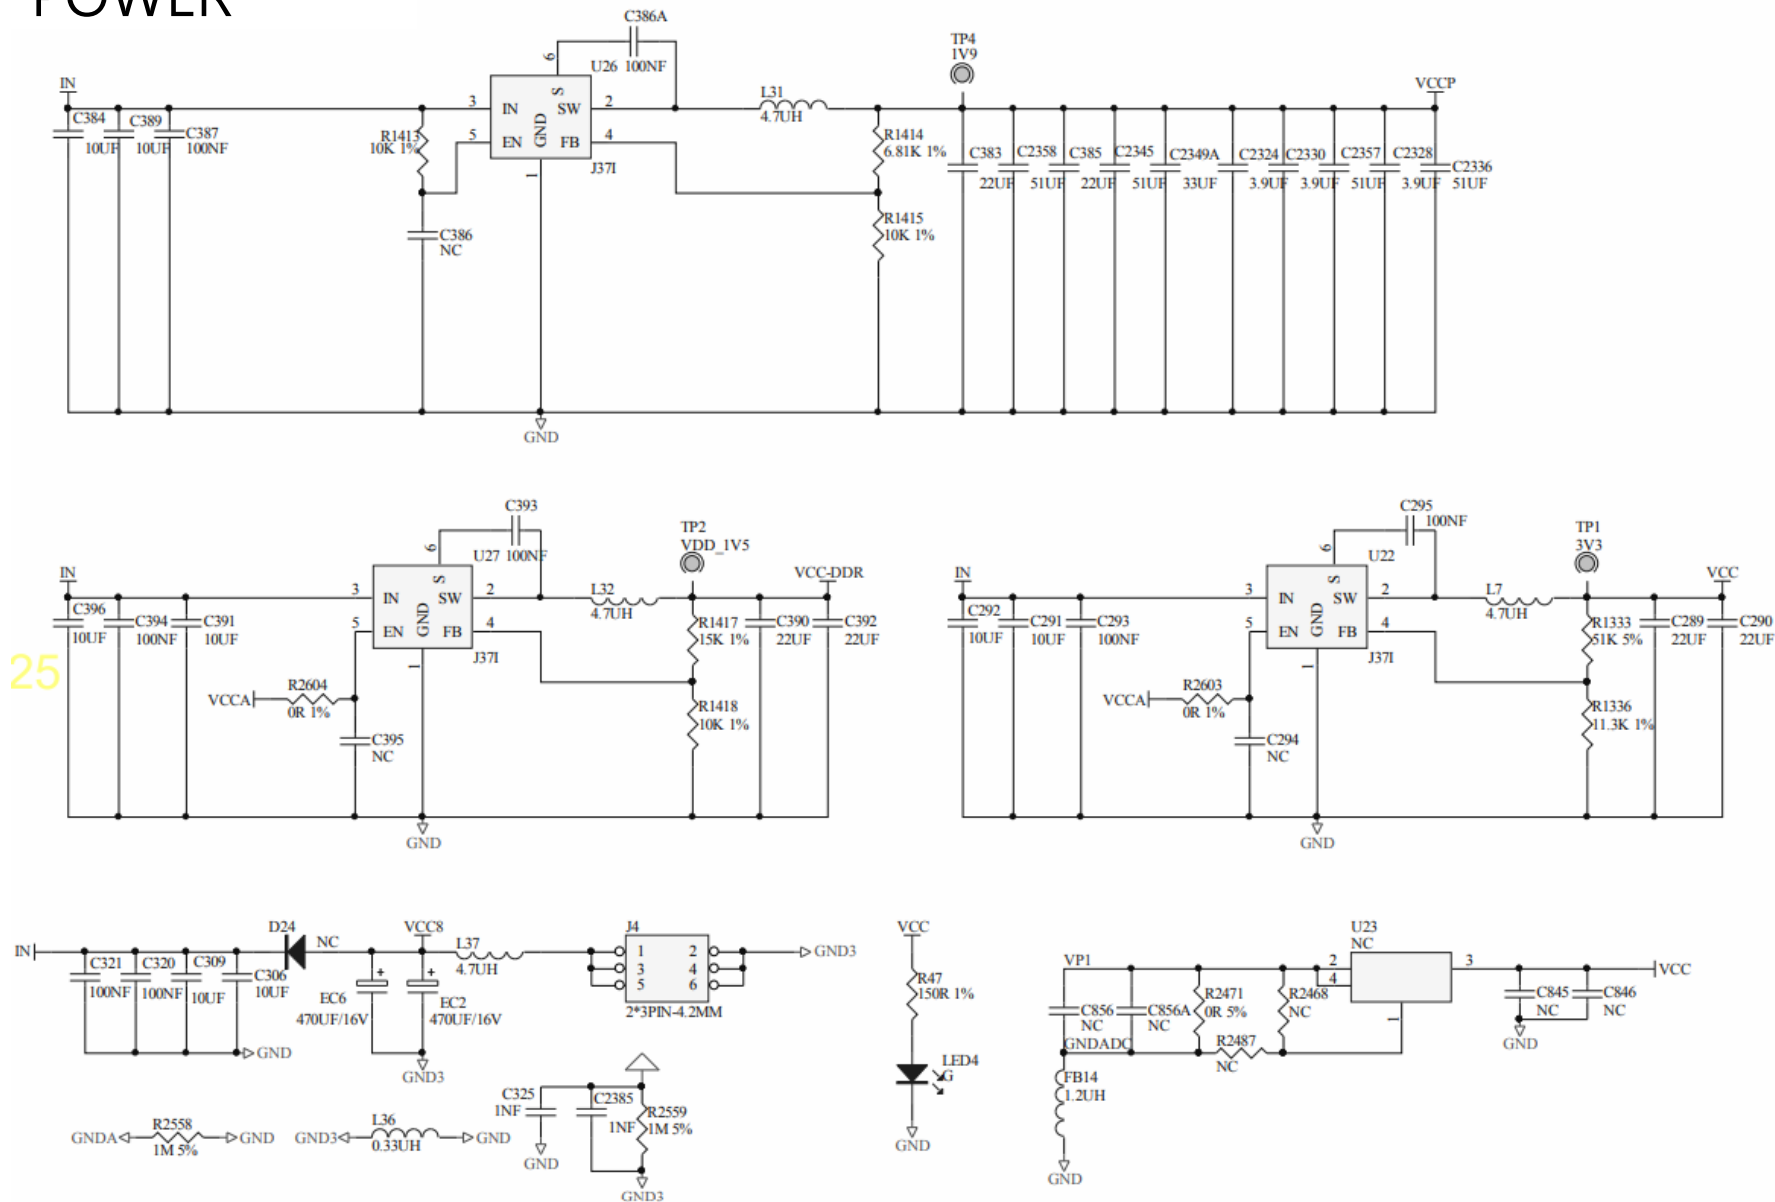 POWER
IN
C384
10UF
C389
10UF
C387
100NF
R1413
10K 1%
C386
NC
C386A
U26 100NF
6
3
IN
S
SW
2
5
EN
GND
FB
4
J37I
1
GND
L31
4.7UH
R1414
6.81K 1%
R1415
10K 1%
TP4
1V9
C383
22UF
C2358
51UF
C385
22UF
C2345
51UF
C2349A
33UF
C2324
3.9UF
C2330
3.9UF
C2357
51UF
C2328
3.9UF
VCCP
C2336
51UF
25
IN
C396
10UF
C394
100NF
C391
10UF
C393
U27 100NF
6
3
IN
S
SW
2
5
EN
GND
FB
4
J37I
1
VCCA
R2604
0R 1%
C395
NC
GND
L32
4.7UH
TP2
VDD_1V5
R1417
15K 1%
R1418
10K 1%
C390
22UF
VCC-DDR
C392
22UF
IN
C292
10UF
C291
10UF
C293
100NF
C295
100NF
U22
6
3
IN
S
SW
2
5
EN
GND
FB
4
J37I
1
VCCA
R2603
0R 1%
C294
NC
GND
L7
4.7UH
TP1
3V3
R1333
51K 5%
R1336
11.3K 1%
C289
22UF
VCC
C290
22UF
IN
C321
100NF
C320
100NF
C309
10UF
C306
10UF
GND
D24
NC
EC6
470UF/16V
+
VCC8
+
EC2
470UF/16V
GND3
L37
4.7UH
J4
1
2
3
4
5
6
2*3PIN-4.2MM
GND3
GNDA
R2558
1M 5%
GND
GND3
L36
0.33UH
GND
C325
1NF
GND
C2385
1NF
R2559
1M 5%
GND3
VCC
R47
150R 1%
LED4
G
GND
VP1
C856
NC
C856A
NC
GNDADC
FB14
1.2UH
GND
R2471
0R 5%
R2487
NC
R2468
NC
U23
NC
2
4
3
1
C845
NC
C846
NC
VCC
GND